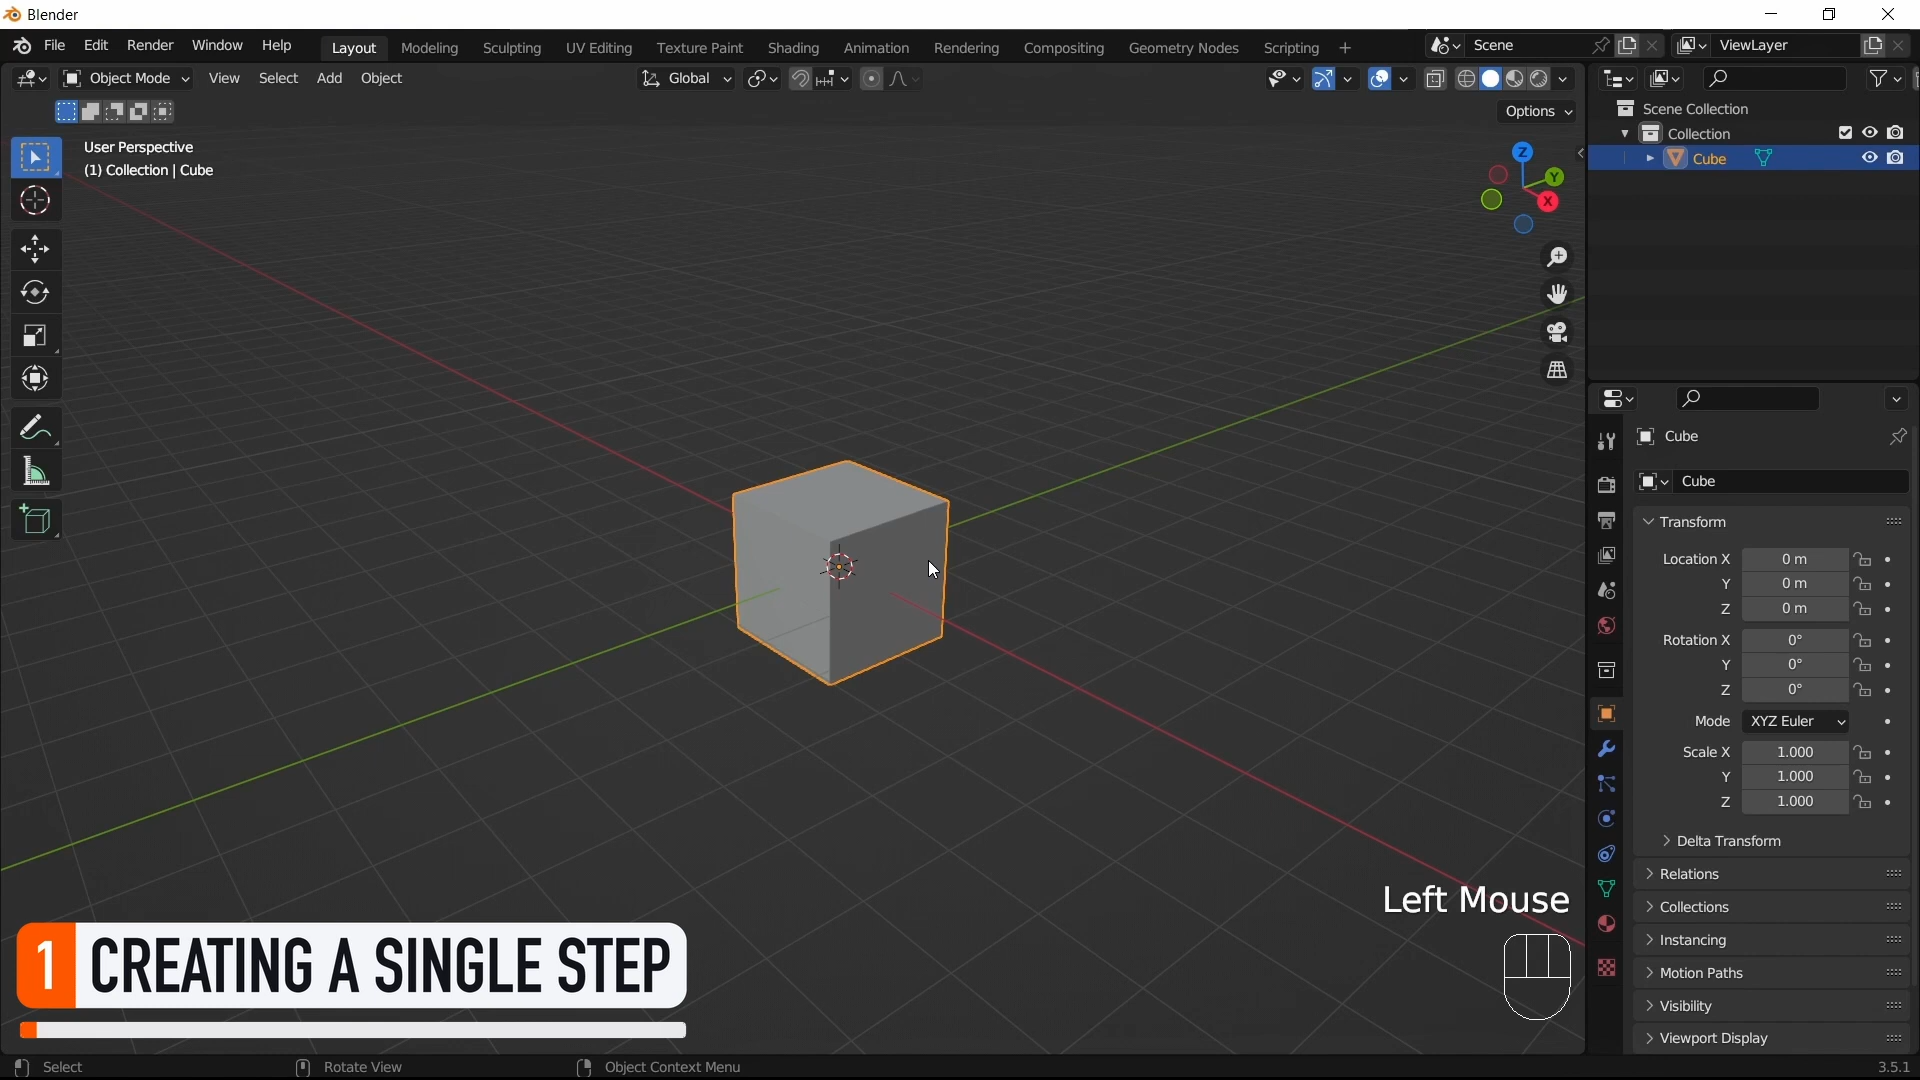 Blender
File Edit Render Window Help Layout Modeling Sculpting UV Editing Texture Paint Shading Animation Rendering Compositing Geometry Nodes Scripting + Scene ViewLayer
Object Mode View Select Add Object Global
Options
User Perspective
(1) Collection | Cube
Z
Y
X
Scene Collection
Collection
Cube
Cube
Cube
Transform
Location X 0 m
Y 0 m
Z 0 m
Rotation X 0°
Y 0°
Z 0°
Mode XYZ Euler
Scale X 1.000
Y 1.000
Z 1.000
Delta Transform
Relations
Collections
Instancing
Motion Paths
Visibility
Viewport Display
Left Mouse
1 CREATING A SINGLE STEP
Select Rotate View Object Context Menu 3.5.1